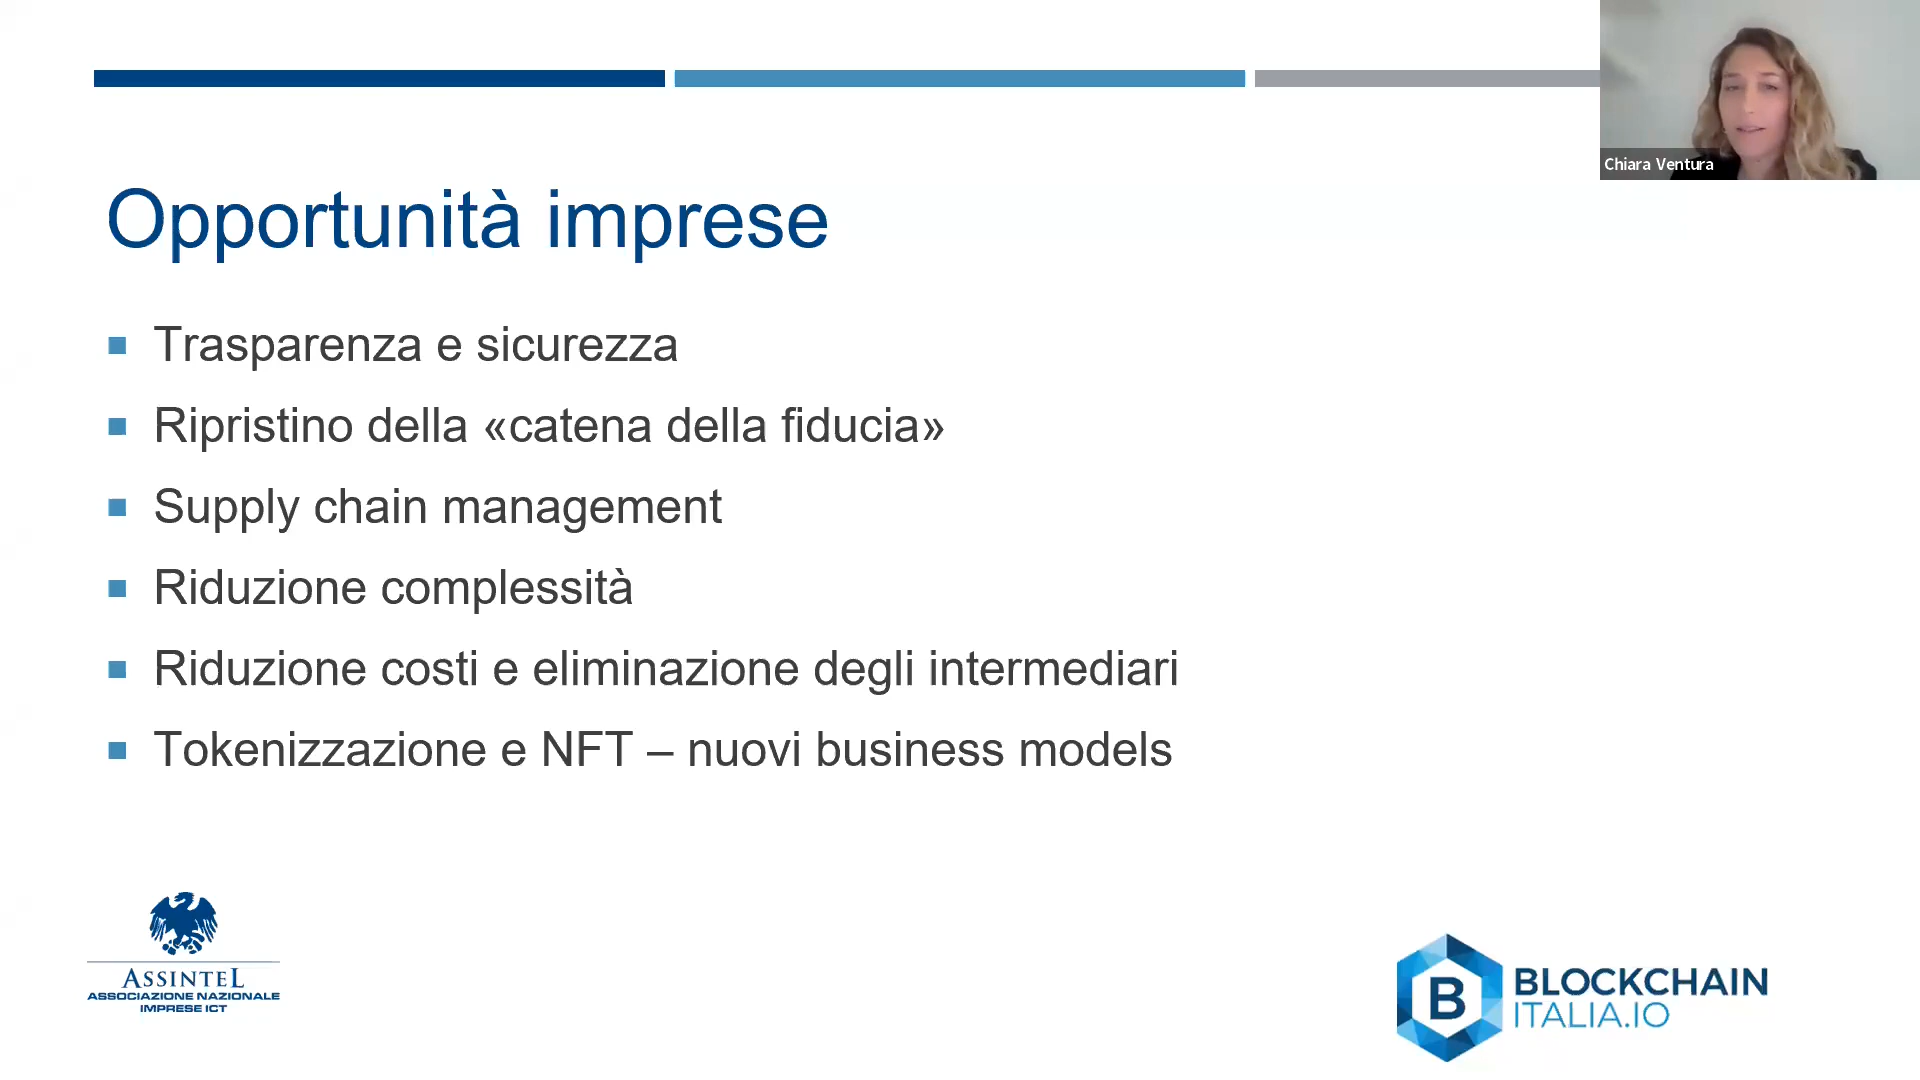 Chiara Ventura
Opportunità imprese
Trasparenza e sicurezza
Ripristino della «catena della fiducia»
Supply chain management
Riduzione complessità
Riduzione costi e eliminazione degli intermediari
Tokenizzazione e NFT – nuovi business models
ASSINTEL
ASSOCIAZIONE NAZIONALE
IMPRESE ICT
B
BLOCKCHAIN
ITALIA.IO